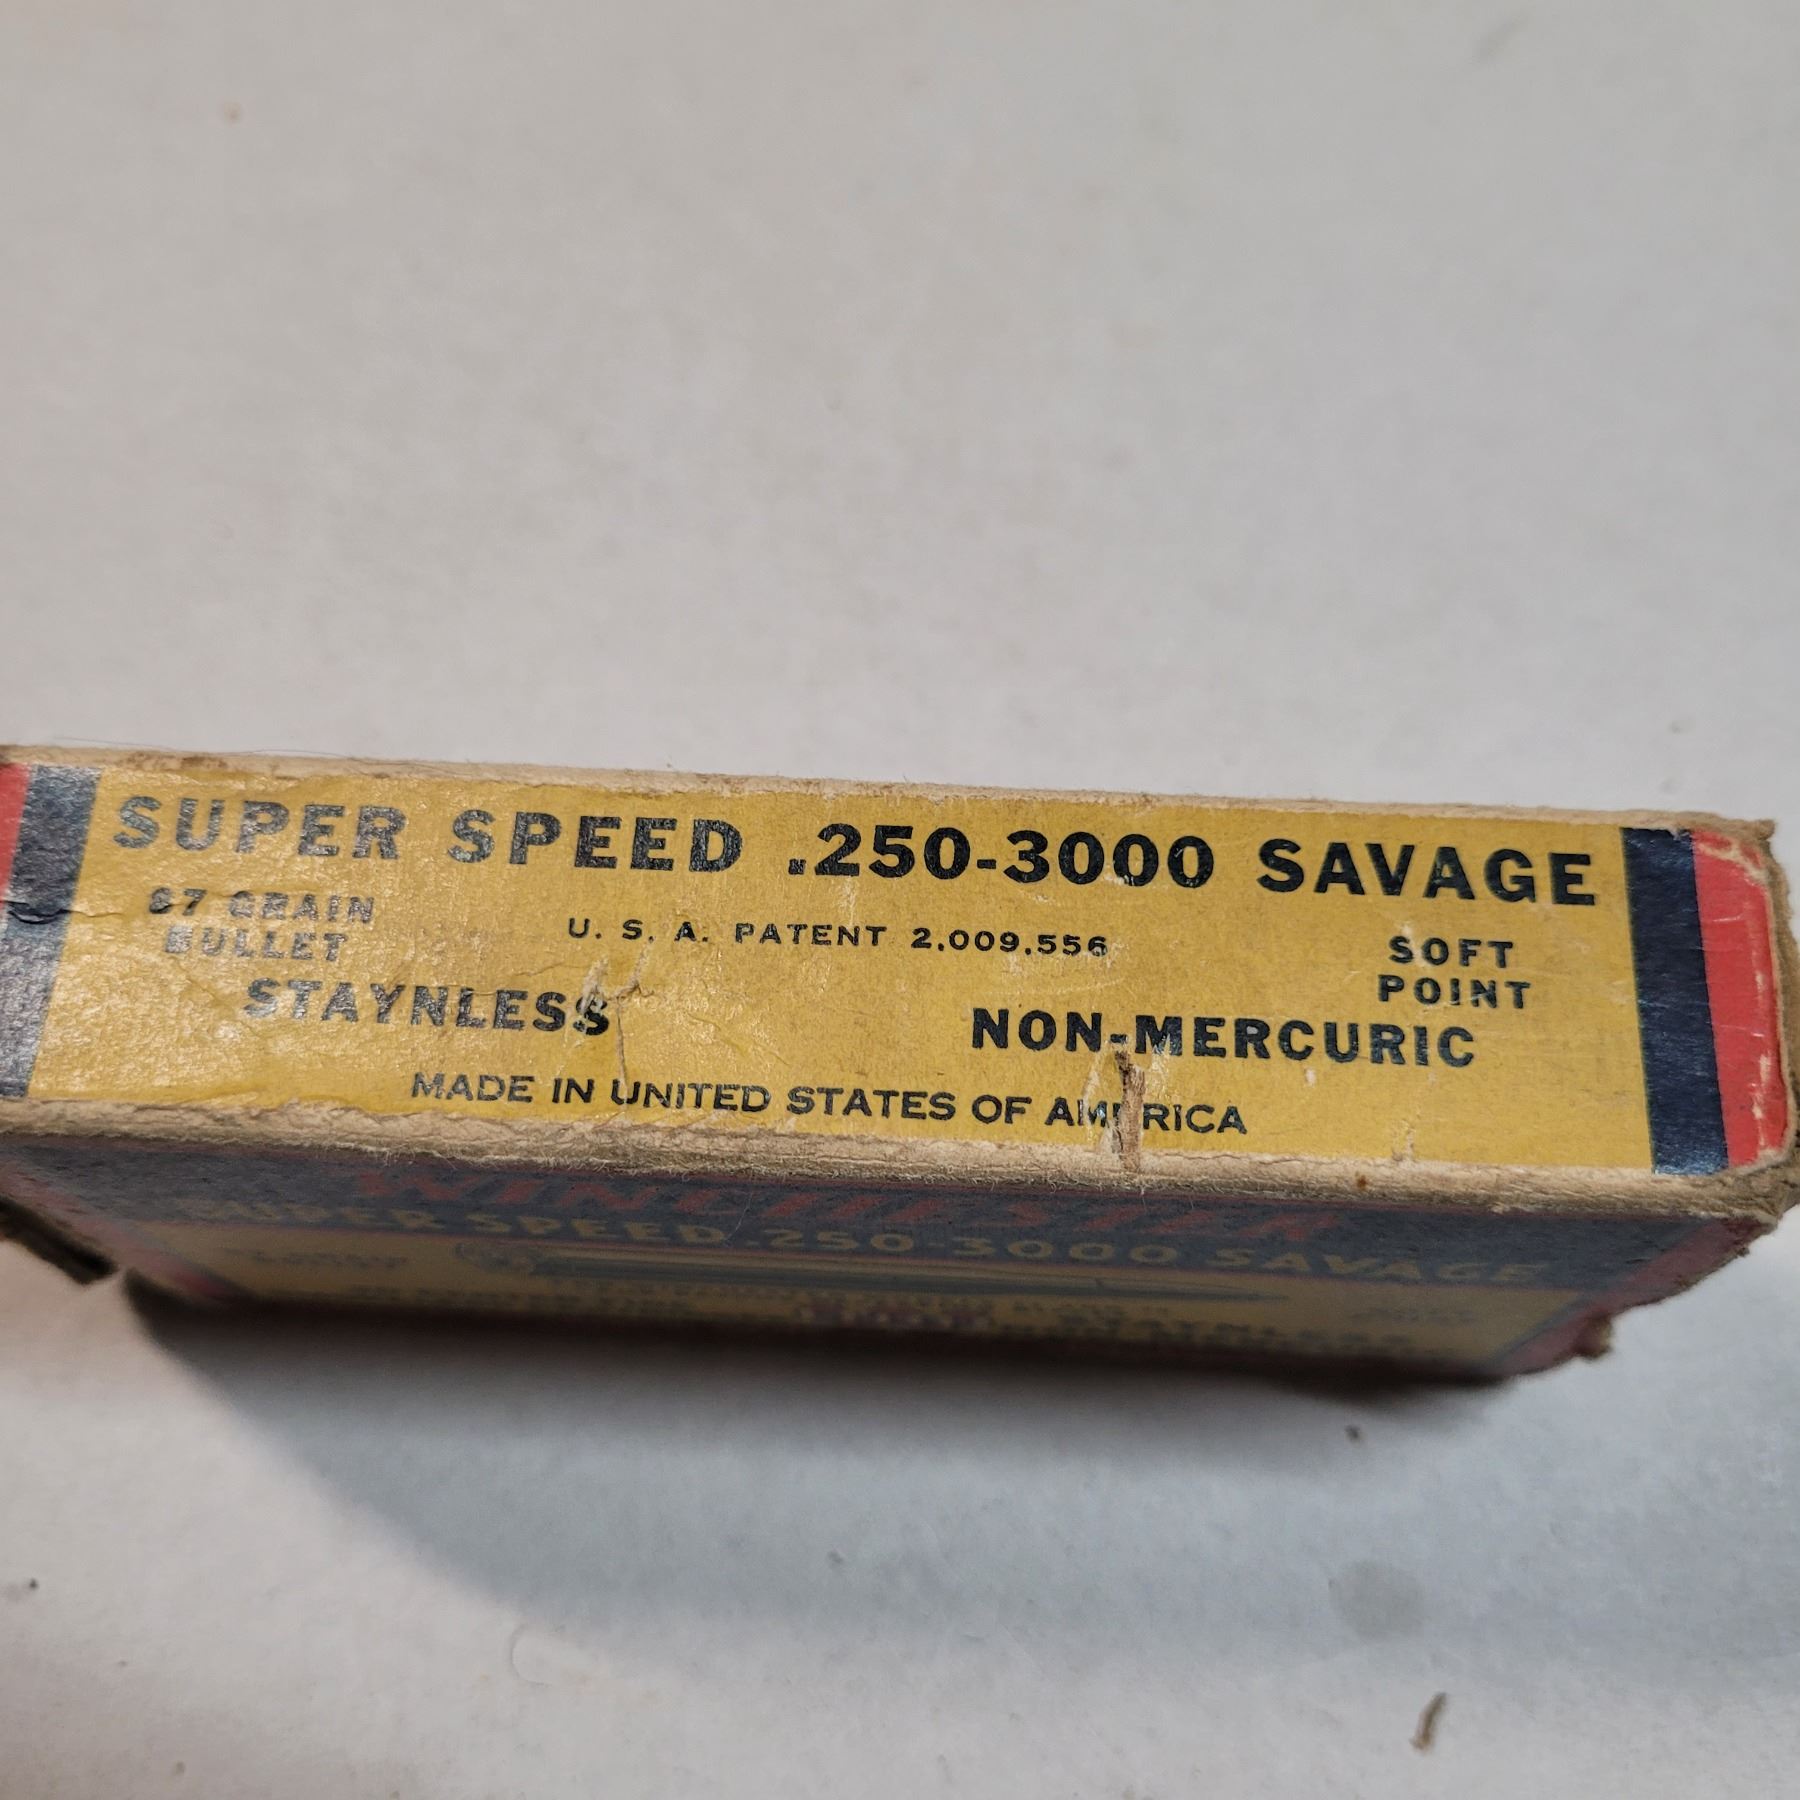 SUPER SPEED .250-3000 SAVAGE
87 GRAIN
BULLET
U. S. A. PATENT 2,009,556
SOFT
POINT
STAYNLESS
NON-MERCURIC
MADE IN UNITED STATES OF AMERICA
WINCHESTER
SUPER SPEED .250-3000 SAVAGE
STAYNLESS